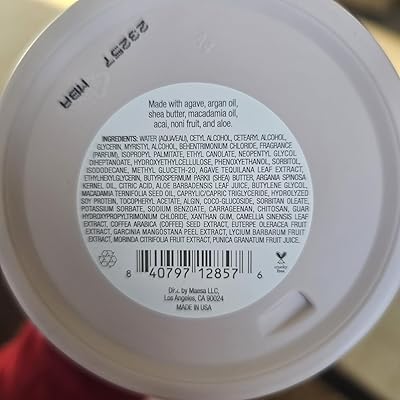 23257 MBA
Made with agave, argan oil,
shea butter, macadamia oil,
acai, noni fruit, and aloe.
INGREDIENTS: WATER (AQUA/EAU), CETYL ALCOHOL, CETEARYL ALCOHOL,
GLYCERIN, MYRISTYL ALCOHOL, BEHENTRIMONIUM CHLORIDE, FRAGRANCE
(PARFUM), ISOPROPYL PALMITATE, ETHYL CANOLATE, NEOPENTYL GLYCOL
DIHEPTANOATE, HYDROXYETHYLCELLULOSE, PHENOXYETHANOL, SORBITOL,
ISODODECANE, METHYL GLUCETH-20, AGAVE TEQUILANA LEAF EXTRACT,
ETHYLHEXYLGLYCERIN, BUTYROSPERMUM PARKII (SHEA) BUTTER, ARGANIA SPINOSA
KERNEL OIL, CITRIC ACID, ALOE BARBADENSIS LEAF JUICE, BUTYLENE GLYCOL,
MACADAMIA TERNIFOLIA SEED OIL, CAPRYLIC/CAPRIC TRIGLYCERIDE, HYDROLYZED
SOY PROTEIN, TOCOPHERYL ACETATE, ALGIN, COCO-GLUCOSIDE, SORBITAN OLEATE,
POTASSIUM SORBATE, SODIUM BENZOATE, CARRAGEENAN, CHITOSAN, GUAR
HYDROXYPROPYLTRIMONIUM CHLORIDE, XANTHAN GUM, CAMELLIA SINENSIS LEAF
EXTRACT, COFFEA ARABICA (COFFEE) SEED EXTRACT, EUTERPE OLERACEA FRUIT
EXTRACT, GARCINIA MANGOSTANA PEEL EXTRACT, LYCIUM BARBARUM FRUIT
EXTRACT, MORINDA CITRIFOLIA FRUIT EXTRACT, PUNICA GRANATUM FRUIT JUICE.
8 40797 12857 6
cruelty
free
Dist. by Maesa LLC,
Los Angeles, CA 90024
MADE IN USA